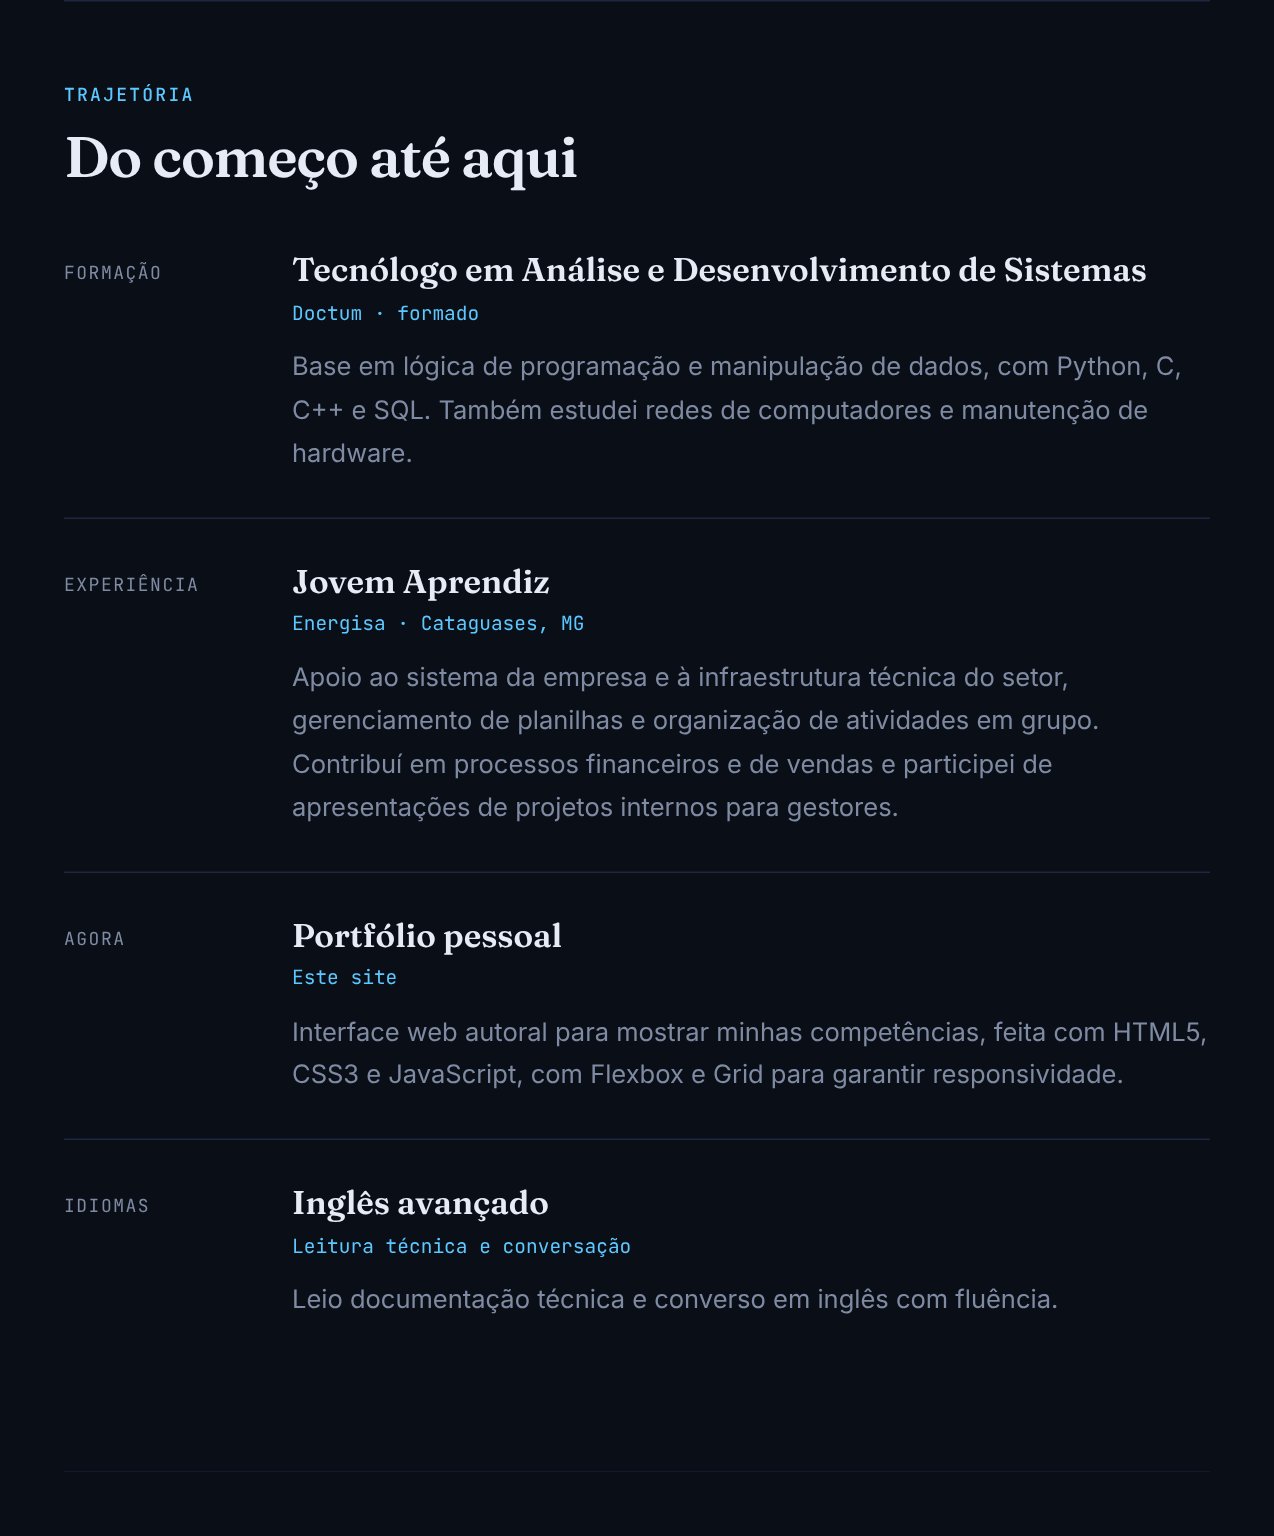 TRAJETÓRIA
Do começo até aqui
FORMAÇÃO
Tecnólogo em Análise e Desenvolvimento de Sistemas
Doctum · formado
Base em lógica de programação e manipulação de dados, com Python, C,
C++ e SQL. Também estudei redes de computadores e manutenção de
hardware.
EXPERIÊNCIA
Jovem Aprendiz
Energisa · Cataguases, MG
Apoio ao sistema da empresa e à infraestrutura técnica do setor,
gerenciamento de planilhas e organização de atividades em grupo.
Contribuí em processos financeiros e de vendas e participei de
apresentações de projetos internos para gestores.
AGORA
Portfólio pessoal
Este site
Interface web autoral para mostrar minhas competências, feita com HTML5,
CSS3 e JavaScript, com Flexbox e Grid para garantir responsividade.
IDIOMAS
Inglês avançado
Leitura técnica e conversação
Leio documentação técnica e converso em inglês com fluência.